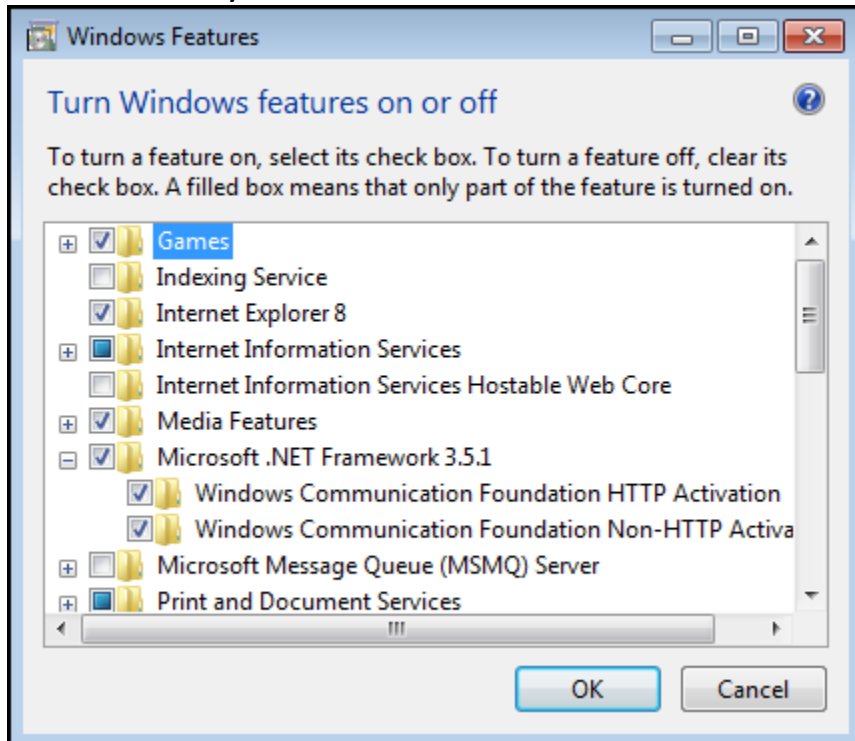 Windows Features
Turn Windows features on or off
To turn a feature on, select its check box. To turn a feature off, clear its
check box. A filled box means that only part of the feature is turned on.
Games
Indexing Service
Internet Explorer 8
Internet Information Services
Internet Information Services Hostable Web Core
Media Features
Microsoft .NET Framework 3.5.1
Windows Communication Foundation HTTP Activation
Windows Communication Foundation Non-HTTP Activa
Microsoft Message Queue (MSMQ) Server
Print and Document Services
OK Cancel